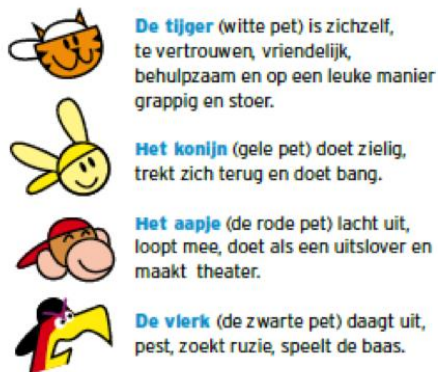 De tijger (witte pet) is zichzelf,
te vertrouwen, vriendelijk,
behulpzaam en op een leuke manier
grappig en stoer.
Het konijn (gele pet) doet zielig,
trekt zich terug en doet bang.
Het aapje (de rode pet) lacht uit,
loopt mee, doet als een uitslover en
maakt theater.
De vlerk (de zwarte pet) daagt uit,
pest, zoekt ruzie, speelt de baas.